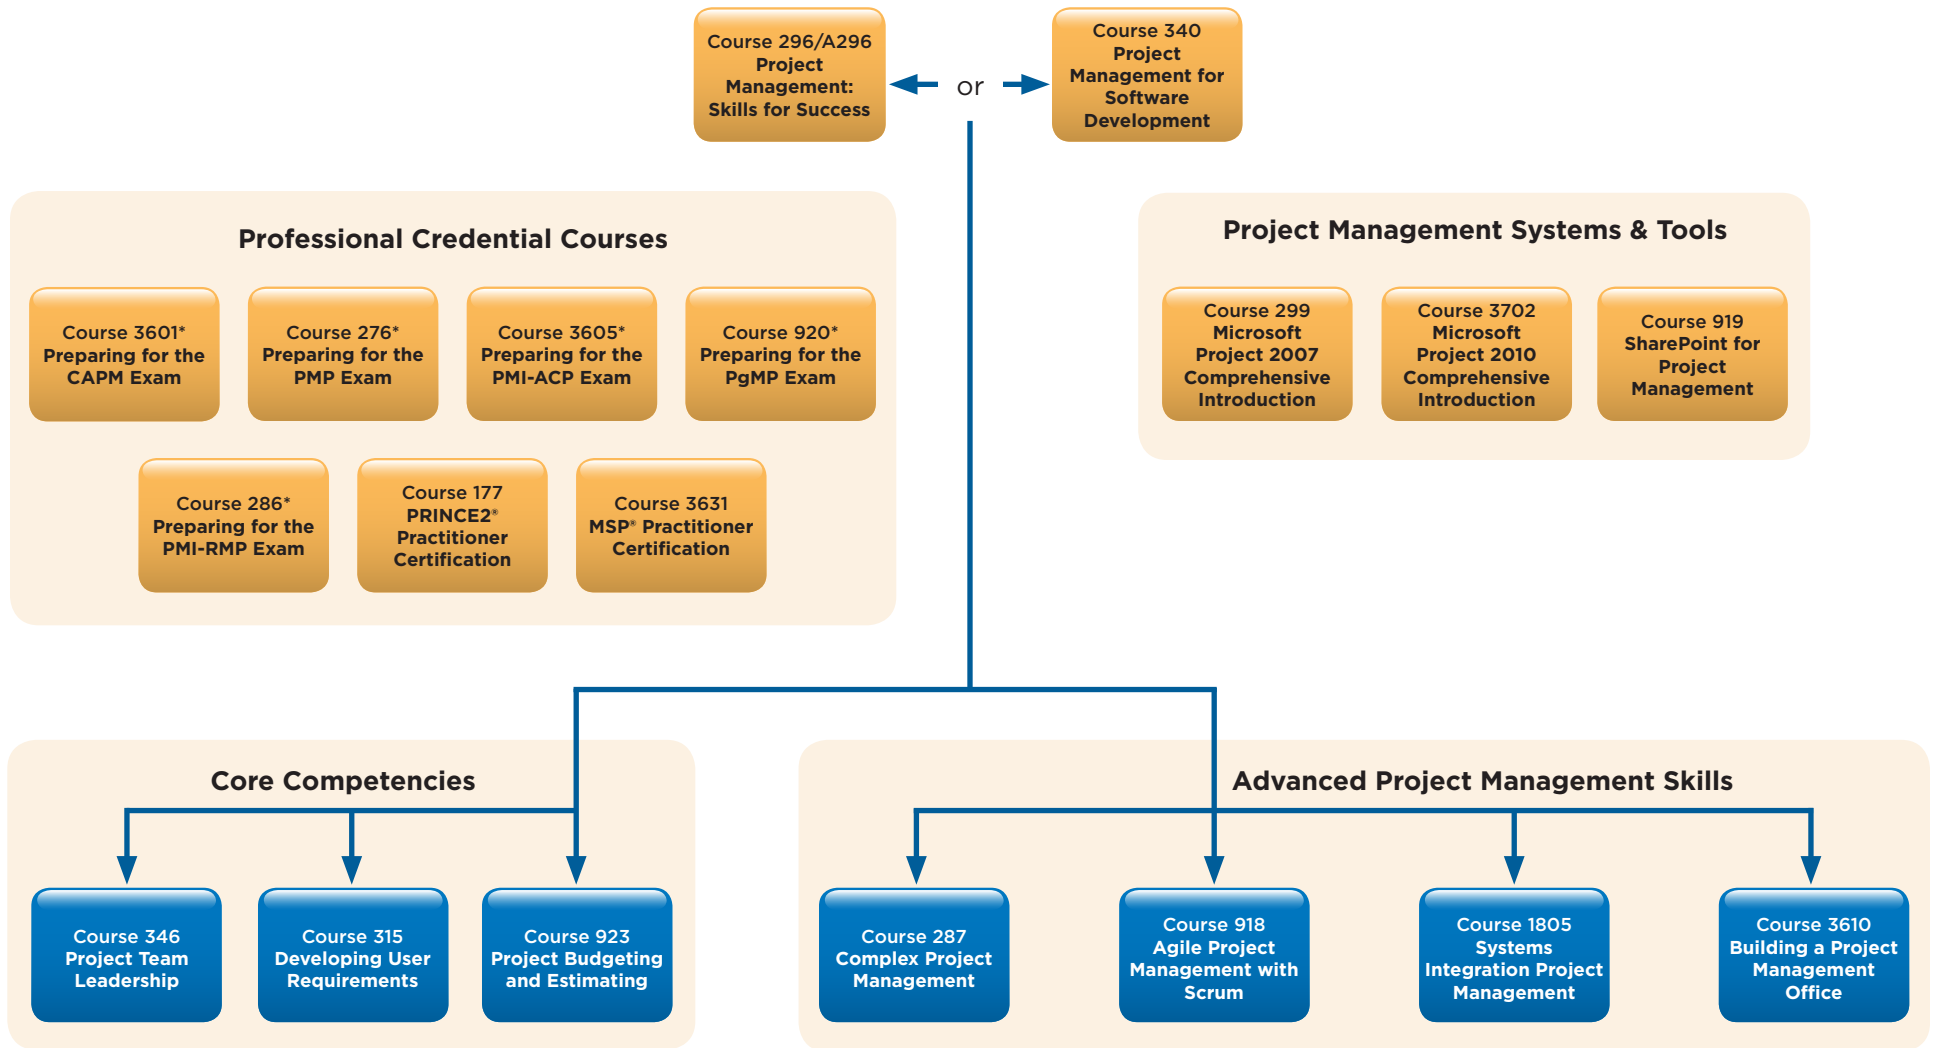 Course 296/A296
Project
Management:
Skills for Success
or
Course 340
Project
Management for
Software
Development
Professional Credential Courses
Course 3601*
Preparing for the
CAPM Exam
Course 276*
Preparing for the
PMP Exam
Course 3605*
Preparing for the
PMI-ACP Exam
Course 920*
Preparing for the
PgMP Exam
Course 286*
Preparing for the
PMI-RMP Exam
Course 177
PRINCE2®
Practitioner
Certification
Course 3631
MSP® Practitioner
Certification
Project Management Systems & Tools
Course 299
Microsoft
Project 2007
Comprehensive
Introduction
Course 3702
Microsoft
Project 2010
Comprehensive
Introduction
Course 919
SharePoint for
Project
Management
Core Competencies
Course 346
Project Team
Leadership
Course 315
Developing User
Requirements
Course 923
Project Budgeting
and Estimating
Advanced Project Management Skills
Course 287
Complex Project
Management
Course 918
Agile Project
Management with
Scrum
Course 1805
Systems
Integration Project
Management
Course 3610
Building a Project
Management
Office